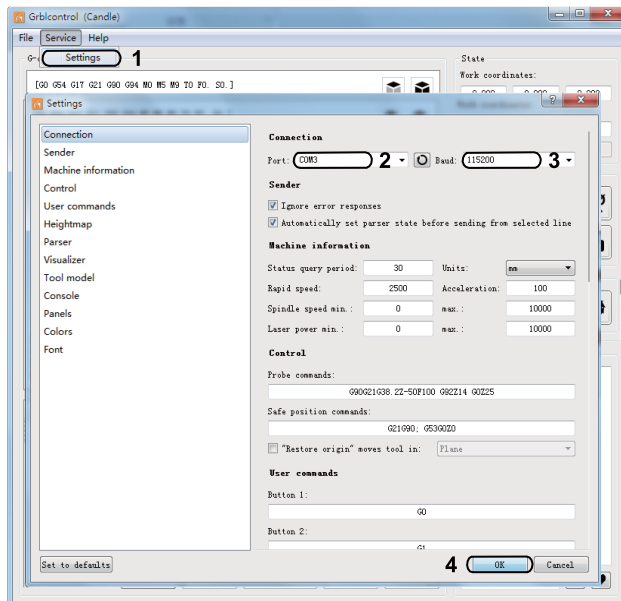 Grblcontrol (Candle)
File Service Help
Settings 1
State
Work coordinates:
[G0 G54 G17 G21 G90 G94 M0 M5 M9 T0 F0. S0.]
Settings
Connection
Sender
Machine information
Control
User commands
Heightmap
Parser
Visualizer
Tool model
Console
Panels
Colors
Font
Connection
Port: COM3 2 Baud: 115200 3
Sender
Ignore error responses
Automatically set parser state before sending from selected line
Machine information
Status query period: 30 Units: mm
Rapid speed: 2500 Acceleration: 100
Spindle speed min.: 0 max.: 10000
Laser power min.: 0 max.: 10000
Control
Probe commands:
G90G21G38.2Z-50F100 G92Z14 G0Z25
Safe position commands:
G21G90; G53G0Z0
"Restore origin" moves tool in: Plane
User commands
Button 1:
G0
Button 2:
G1
Set to defaults 4 OK Cancel